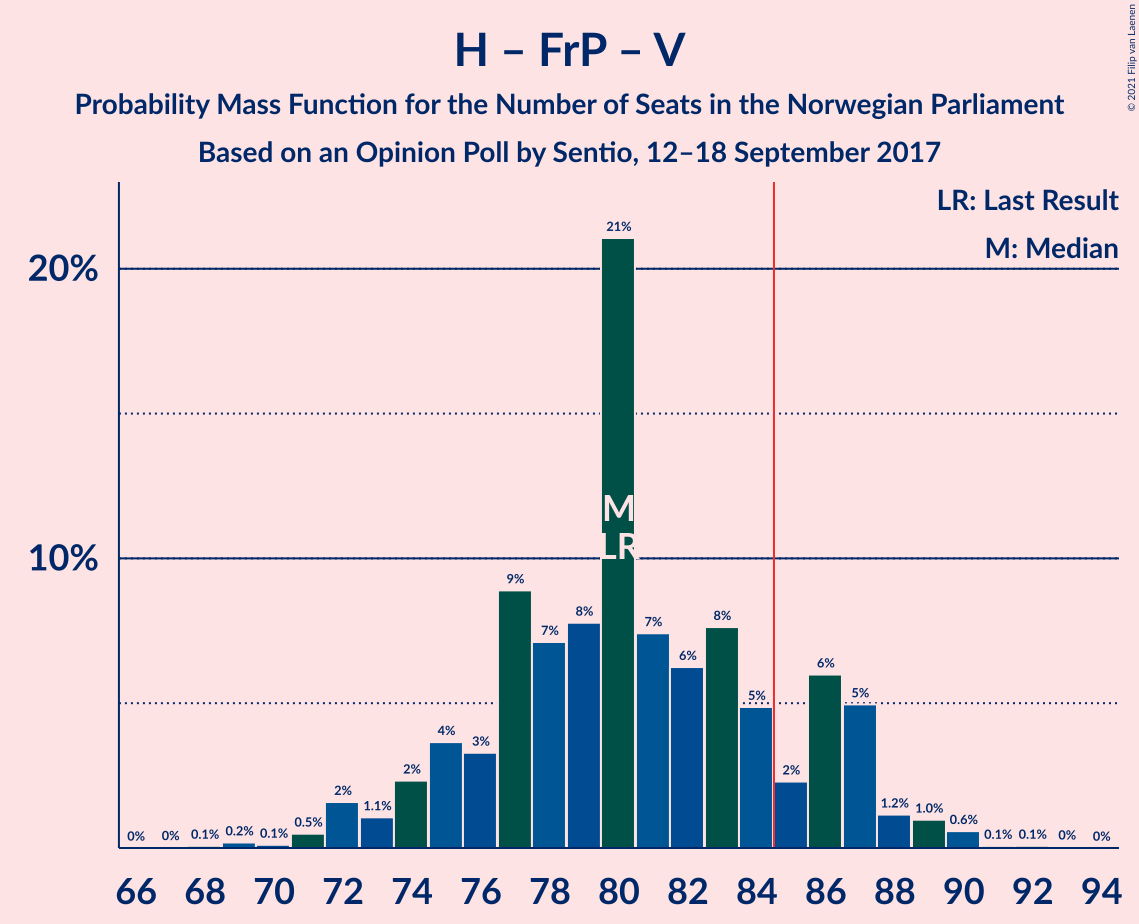 H – FrP – V
Probability Mass Function for the Number of Seats in the Norwegian Parliament
Based on an Opinion Poll by Sentio, 12–18 September 2017
© 2021 Filip van Laenen
LR: Last Result
M: Median
20%
10%
0% 0% 0.1% 0.2% 0.1% 0.5% 2% 1.1% 2% 4% 3% 9% 7% 8% 21% 7% 6% 8% 5% 2% 6% 5% 1.2% 1.0% 0.6% 0.1% 0.1% 0% 0%
M
LR
66 68 70 72 74 76 78 80 82 84 86 88 90 92 94